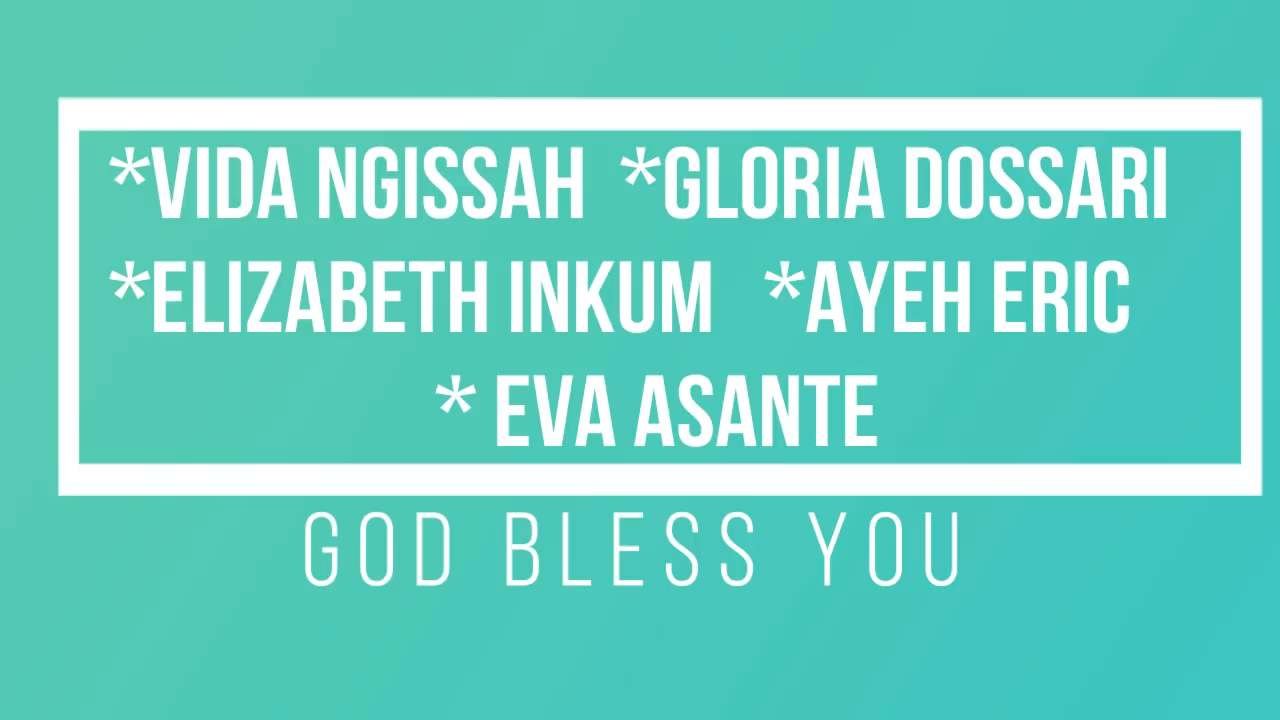 *VIDA NGISSAH *GLORIA DOSSARI
*ELIZABETH INKUM *AYEH ERIC
* EVA ASANTE
GOD BLESS YOU